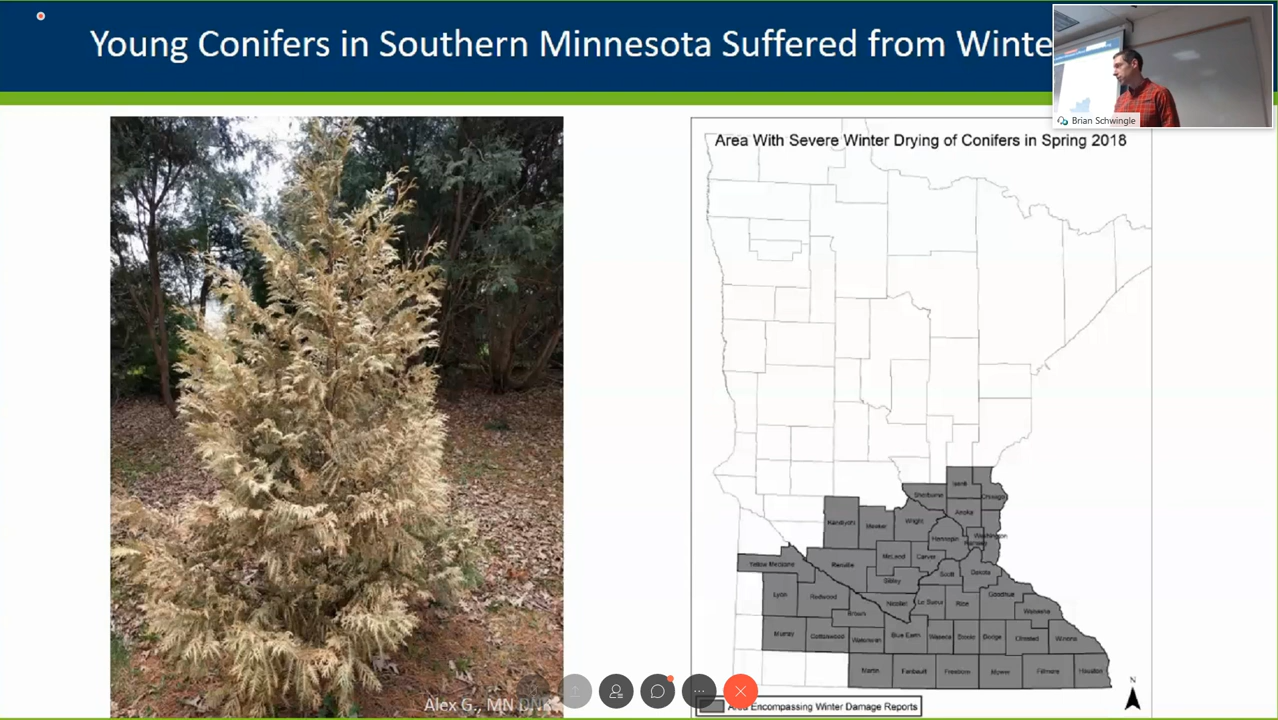 Young Conifers in Southern Minnesota Suffered from Winte
Brian Schwingle
Area With Severe Winter Drying of Conifers in Spring 2018
Isanti
Sherburne
Chisago
Anoka
Kandiyohi
Meeker
Wright
Hennepin
Washington
Ramsey
McLeod
Carver
Yellow Medicine
Renville
Scott
Dakota
Sibley
Lyon
Redwood
Nicollet
Le Sueur
Rice
Goodhue
Wabasha
Brown
Murray
Cottonwood
Watonwan
Blue Earth
Waseca
Steele
Dodge
Olmsted
Winona
Martin
Faribault
Freeborn
Mower
Fillmore
Houston
N
Alex G., MN DNR
Area Encompassing Winter Damage Reports